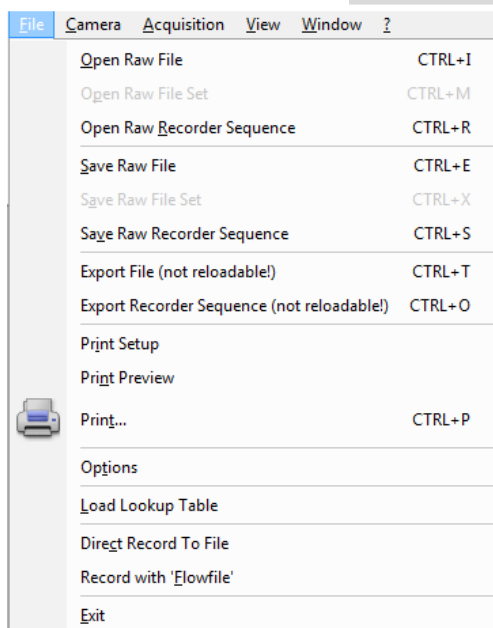 File Camera Acquisition View Window ?
Open Raw File CTRL+I
Open Raw File Set CTRL+M
Open Raw Recorder Sequence CTRL+R
Save Raw File CTRL+E
Save Raw File Set CTRL+X
Save Raw Recorder Sequence CTRL+S
Export File (not reloadable!) CTRL+T
Export Recorder Sequence (not reloadable!) CTRL+O
Print Setup
Print Preview
Print... CTRL+P
Options
Load Lookup Table
Direct Record To File
Record with 'Flowfile'
Exit